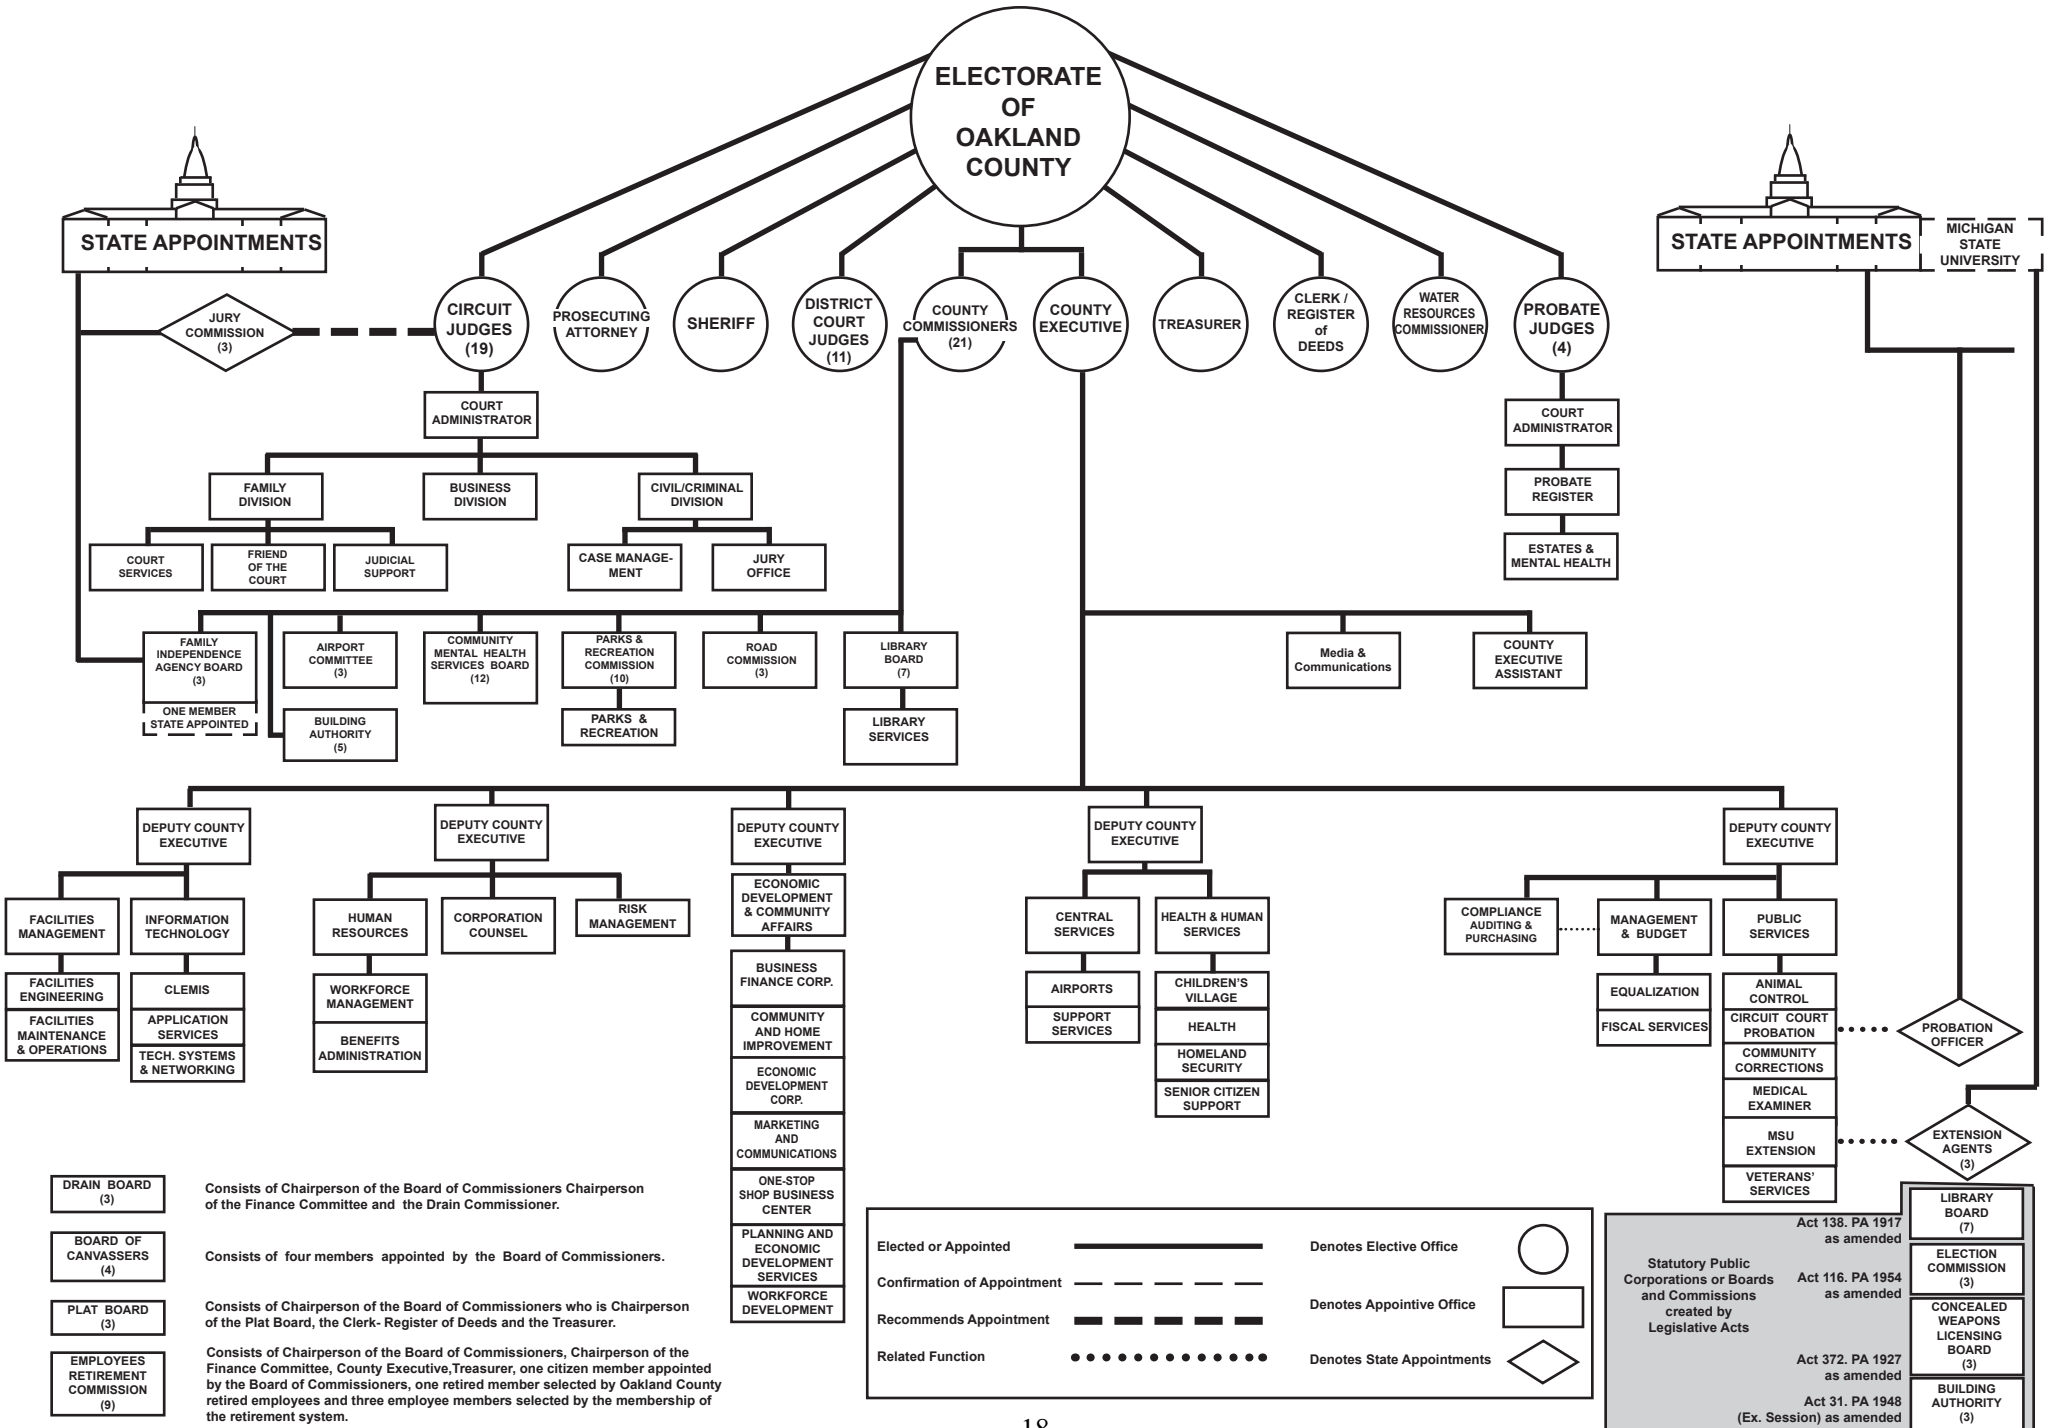 ELECTORATE
OF
OAKLAND
COUNTY
STATE APPOINTMENTS
STATE APPOINTMENTS
MICHIGAN
STATE
UNIVERSITY
JURY
COMMISSION
(3)
CIRCUIT
JUDGES
(19)
PROSECUTING
ATTORNEY
SHERIFF
DISTRICT
COURT
JUDGES
(11)
COUNTY
COMMISSIONERS
(21)
COUNTY
EXECUTIVE
TREASURER
CLERK /
REGISTER
of
DEEDS
WATER
RESOURCES
COMMISSIONER
PROBATE
JUDGES
(4)
COURT
ADMINISTRATOR
COURT
ADMINISTRATOR
FAMILY
DIVISION
BUSINESS
DIVISION
CIVIL/CRIMINAL
DIVISION
PROBATE
REGISTER
COURT
SERVICES
FRIEND
OF THE
COURT
JUDICIAL
SUPPORT
CASE MANAGE-
MENT
JURY
OFFICE
ESTATES &
MENTAL HEALTH
FAMILY
INDEPENDENCE
AGENCY BOARD
(3)
ONE MEMBER
STATE APPOINTED
AIRPORT
COMMITTEE
(3)
BUILDING
AUTHORITY
(5)
COMMUNITY
MENTAL HEALTH
SERVICES BOARD
(12)
PARKS &
RECREATION
COMMISSION
(10)
PARKS &
RECREATION
ROAD
COMMISSION
(3)
LIBRARY
BOARD
(7)
LIBRARY
SERVICES
Media &
Communications
COUNTY
EXECUTIVE
ASSISTANT
DEPUTY COUNTY
EXECUTIVE
DEPUTY COUNTY
EXECUTIVE
DEPUTY COUNTY
EXECUTIVE
DEPUTY COUNTY
EXECUTIVE
DEPUTY COUNTY
EXECUTIVE
FACILITIES
MANAGEMENT
FACILITIES
ENGINEERING
FACILITIES
MAINTENANCE
& OPERATIONS
INFORMATION
TECHNOLOGY
CLEMIS
APPLICATION
SERVICES
TECH. SYSTEMS
& NETWORKING
HUMAN
RESOURCES
WORKFORCE
MANAGEMENT
BENEFITS
ADMINISTRATION
CORPORATION
COUNSEL
RISK
MANAGEMENT
ECONOMIC
DEVELOPMENT
& COMMUNITY
AFFAIRS
BUSINESS
FINANCE CORP.
COMMUNITY
AND HOME
IMPROVEMENT
ECONOMIC
DEVELOPMENT
CORP.
MARKETING
AND
COMMUNICATIONS
ONE-STOP
SHOP BUSINESS
CENTER
PLANNING AND
ECONOMIC
DEVELOPMENT
SERVICES
WORKFORCE
DEVELOPMENT
CENTRAL
SERVICES
AIRPORTS
SUPPORT
SERVICES
HEALTH & HUMAN
SERVICES
CHILDREN'S
VILLAGE
HEALTH
HOMELAND
SECURITY
SENIOR CITIZEN
SUPPORT
COMPLIANCE
AUDITING &
PURCHASING
MANAGEMENT
& BUDGET
EQUALIZATION
FISCAL SERVICES
PUBLIC
SERVICES
ANIMAL
CONTROL
CIRCUIT COURT
PROBATION
COMMUNITY
CORRECTIONS
MEDICAL
EXAMINER
MSU
EXTENSION
VETERANS'
SERVICES
PROBATION
OFFICER
EXTENSION
AGENTS
(3)
DRAIN BOARD
(3)
Consists of Chairperson of the Board of Commissioners Chairperson
of the Finance Committee and the Drain Commissioner.
BOARD OF
CANVASSERS
(4)
Consists of four members appointed by the Board of Commissioners.
PLAT BOARD
(3)
Consists of Chairperson of the Board of Commissioners who is Chairperson
of the Plat Board, the Clerk- Register of Deeds and the Treasurer.
EMPLOYEES
RETIREMENT
COMMISSION
(9)
Consists of Chairperson of the Board of Commissioners, Chairperson of the
Finance Committee, County Executive,Treasurer, one citizen member appointed
by the Board of Commissioners, one retired member selected by Oakland County
retired employees and three employee members selected by the membership of
the retirement system.
Elected or Appointed
Confirmation of Appointment
Recommends Appointment
Related Function
Denotes Elective Office
Denotes Appointive Office
Denotes State Appointments
Statutory Public
Corporations or Boards
and Commissions
created by
Legislative Acts
Act 138. PA 1917
as amended
LIBRARY
BOARD
(7)
Act 116. PA 1954
as amended
ELECTION
COMMISSION
(3)
Act 372. PA 1927
as amended
CONCEALED
WEAPONS
LICENSING
BOARD
(3)
Act 31. PA 1948
(Ex. Session) as amended
BUILDING
AUTHORITY
(3)
18